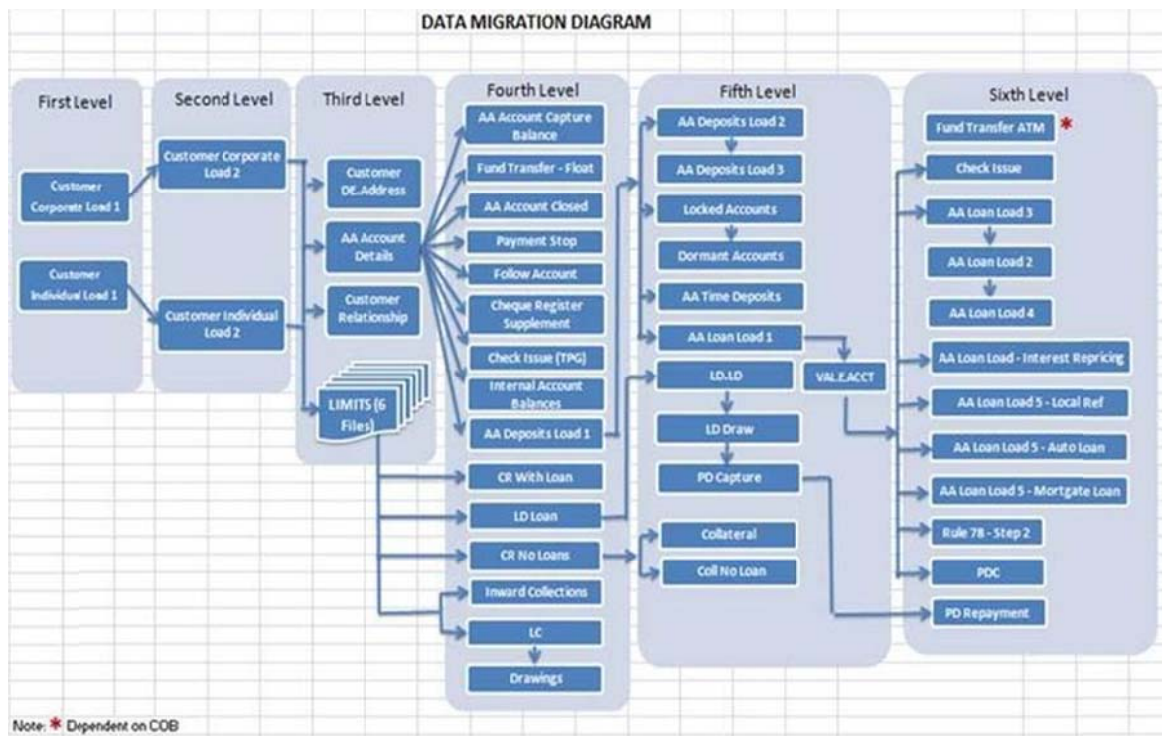 DATA MIGRATION DIAGRAM
First Level
Customer
Corporate Load 1
Customer
Individual Load 1
Second Level
Customer Corporate
Load 2
Customer Individual
Load 2
Third Level
Customer
DE.Address
AA Account
Details
Customer
Relationship
LIMITS (6
Files)
Fourth Level
AA Account Capture
Balance
Fund Transfer - Float
AA Account Closed
Payment Stop
Follow Account
Cheque Register
Supplement
Check Issue (TPG)
Internal Account
Balances
AA Deposits Load 1
CR With Loan
LD Loan
CR No Loans
Inward Collections
LC
Drawings
Fifth Level
AA Deposits Load 2
AA Deposits Load 3
Locked Accounts
Dormant Accounts
AA Time Deposits
AA Loan Load 1
LD.LD
VAL.E.ACCT
LD Draw
PD Capture
Collateral
Coll No Loan
Sixth Level
Fund Transfer ATM *
Check Issue
AA Loan Load 3
AA Loan Load 2
AA Loan Load 4
AA Loan Load - Interest Repricing
AA Loan Load 5 - Local Ref
AA Loan Load 5 - Auto Loan
AA Loan Load 5 - Mortgate Loan
Rule 78 - Step 2
PDC
PD Repayment
Note: * Dependent on COB